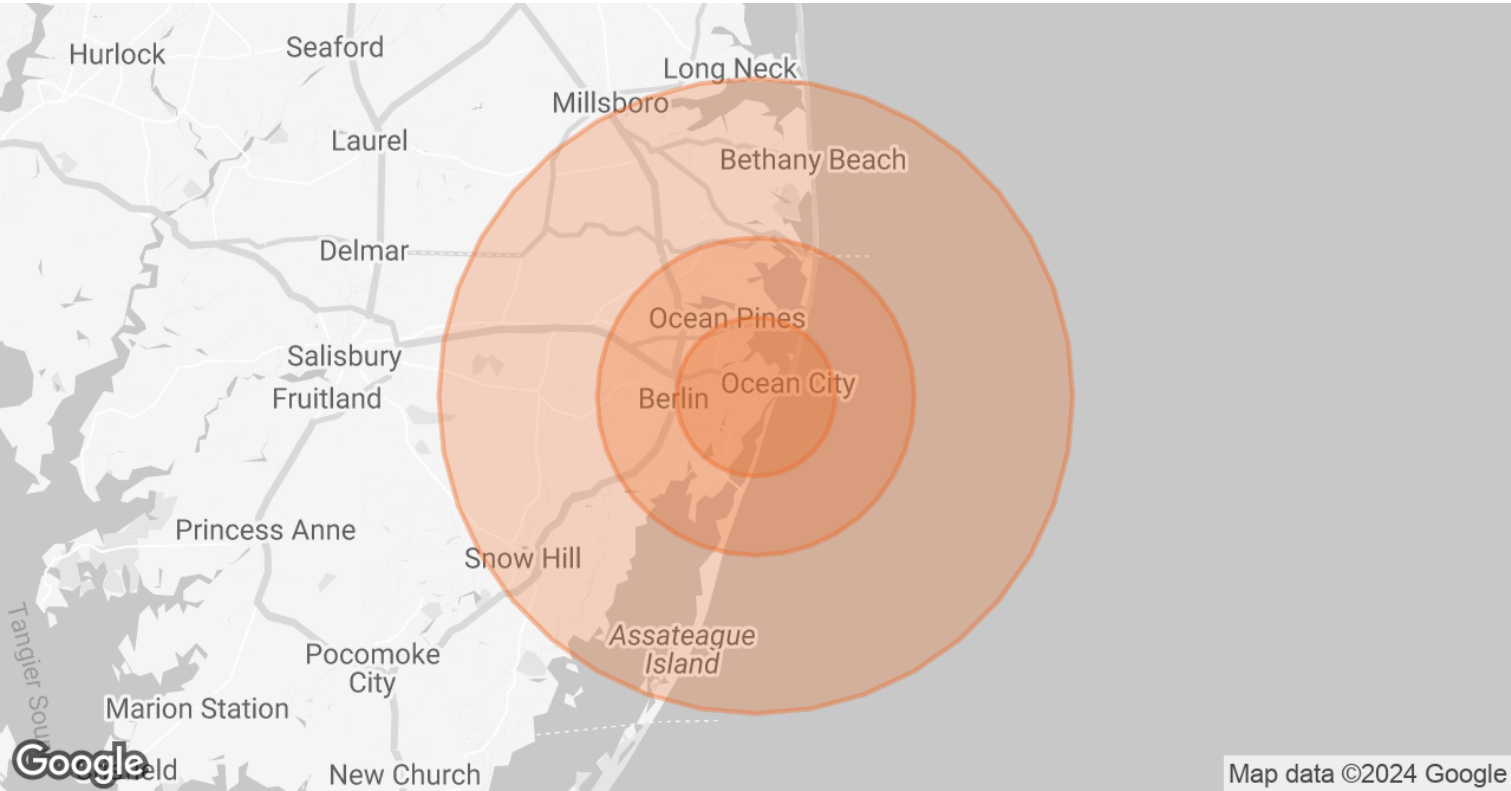 Hurlock
Seaford
Long Neck
Millsboro
Laurel
Bethany Beach
Delmar
Ocean Pines
Salisbury
Ocean City
Fruitland
Berlin
Princess Anne
Snow Hill
Tangier
Assateague
Island
Pocomoke
City
Marion Station
Google
New Church
Map data ©2024 Google